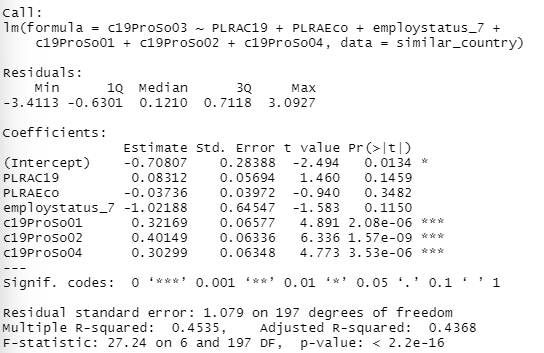 Call:
lm(formula = c19ProSo03 ~ PLRAC19 + PLRAEco + employstatus_7 +
    c19ProSo01 + c19ProSo02 + c19ProSo04, data = similar_country)
Residuals:
    Min      1Q  Median      3Q     Max
-3.4113 -0.6301  0.1210  0.7118  3.0927
Coefficients:
               Estimate Std. Error t value Pr(>|t|)
(Intercept)    -0.70807    0.28388  -2.494   0.0134 *
PLRAC19         0.08312    0.05694   1.460   0.1459
PLRAEco        -0.03736    0.03972  -0.940   0.3482
employstatus_7 -1.02188    0.64547  -1.583   0.1150
c19ProSo01      0.32169    0.06577   4.891 2.08e-06 ***
c19ProSo02      0.40149    0.06336   6.336 1.57e-09 ***
c19ProSo04      0.30299    0.06348   4.773 3.53e-06 ***
---
Signif. codes:  0 ‘***’ 0.001 ‘**’ 0.01 ‘*’ 0.05 ‘.’ 0.1 ‘ ’ 1
Residual standard error: 1.079 on 197 degrees of freedom
Multiple R-squared:  0.4535,    Adjusted R-squared:  0.4368
F-statistic: 27.24 on 6 and 197 DF,  p-value: < 2.2e-16